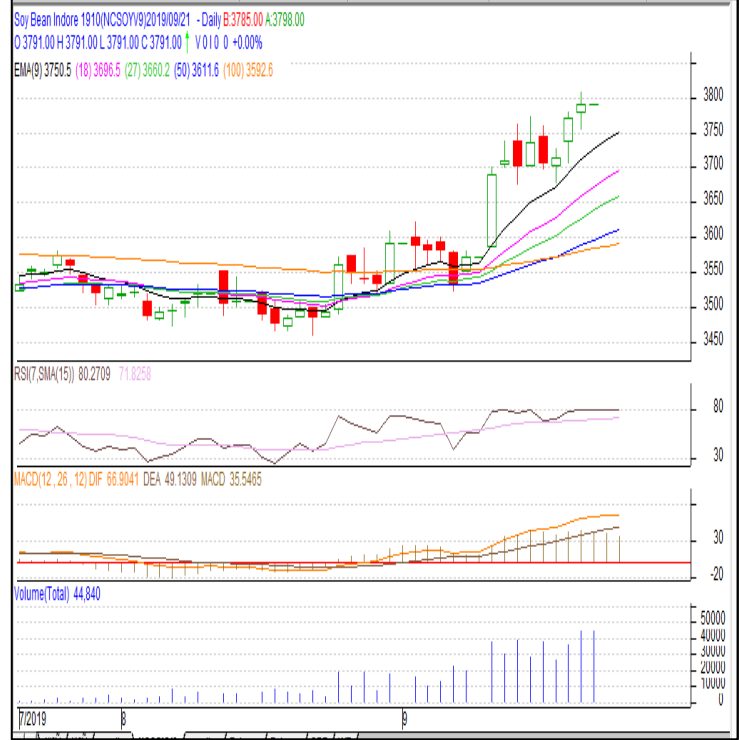 Soy Bean Indore 1910(NCSOYV9)2019/09/21 - Daily B:3785.00 A:3798.00
O 3791.00 H 3791.00 L 3791.00 C 3791.00 ↑ V 0 I 0 0 +0.00%
EMA(9) 3750.5 (18) 3696.5 (27) 3660.2 (50) 3611.6 (100) 3592.6
3800
3750
3700
3650
3600
3550
3500
3450
RSI(7,SMA(15)) 80.2709 71.8258
80
30
MACD(12 , 26 , 12) DIF 66.9041 DEA 49.1309 MACD 35.5465
30
-20
Volume(Total) 44,840
50000
40000
30000
20000
10000
0
7/2019 8 9